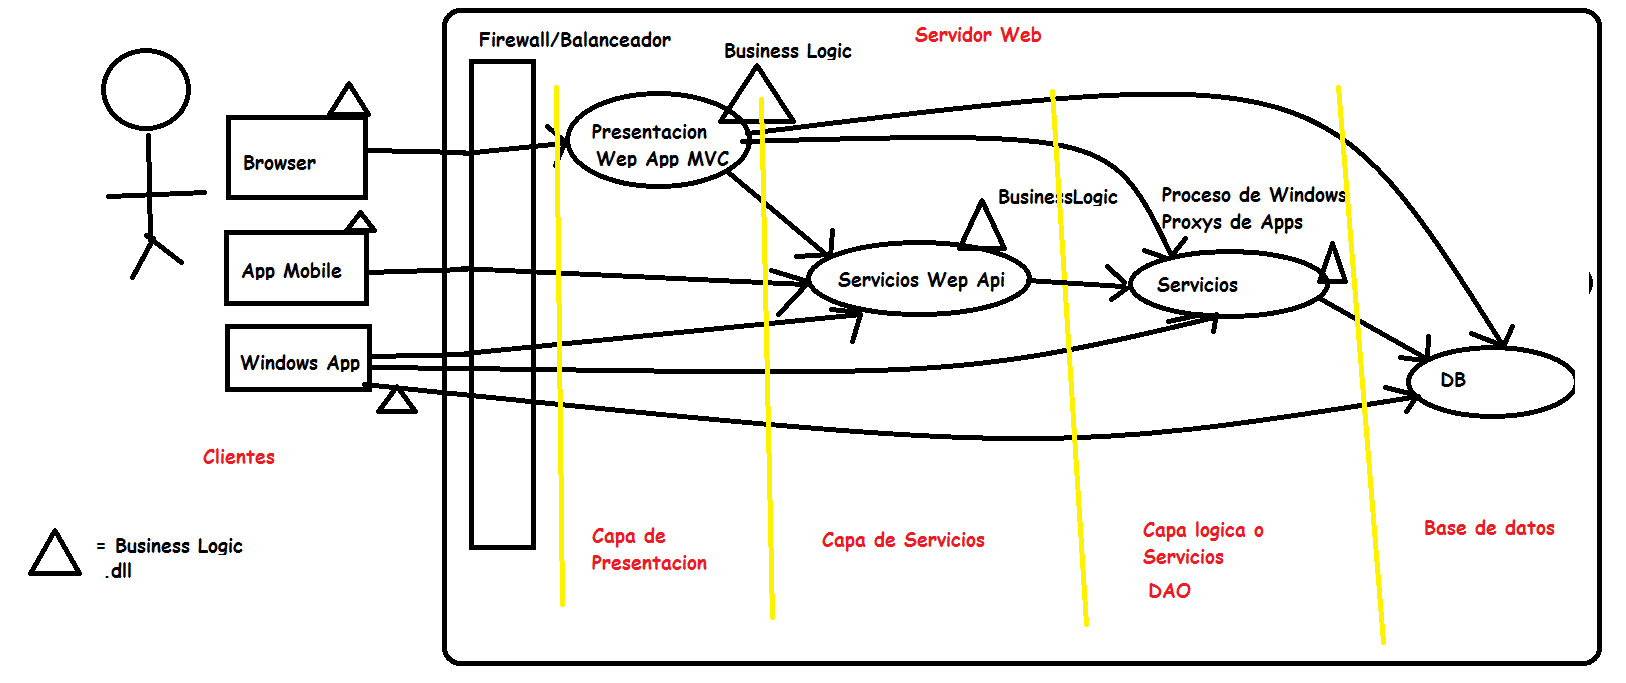 Servidor Web
Firewall/Balanceador
Business Logic
Presentacion
Wep App MVC
Browser
BusinessLogic
Proceso de Windows
Proxys de Apps
App Mobile
Servicios Wep Api
Servicios
Windows App
DB
Clientes
Capa de
Presentacion
Capa de Servicios
Capa logica o
Servicios
DAO
Base de datos
= Business Logic
.dll